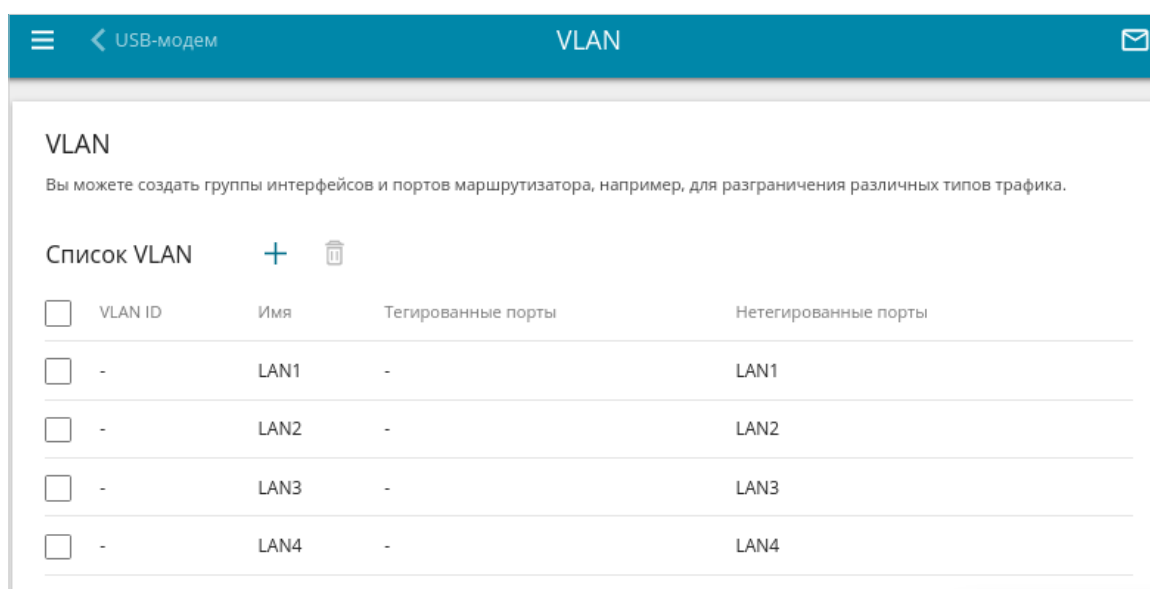 USB-модем VLAN
VLAN
Вы можете создать группы интерфейсов и портов маршрутизатора, например, для разграничения различных типов трафика.
Список VLAN
VLAN ID Имя Тегированные порты Нетегированные порты
- LAN1 - LAN1
- LAN2 - LAN2
- LAN3 - LAN3
- LAN4 - LAN4